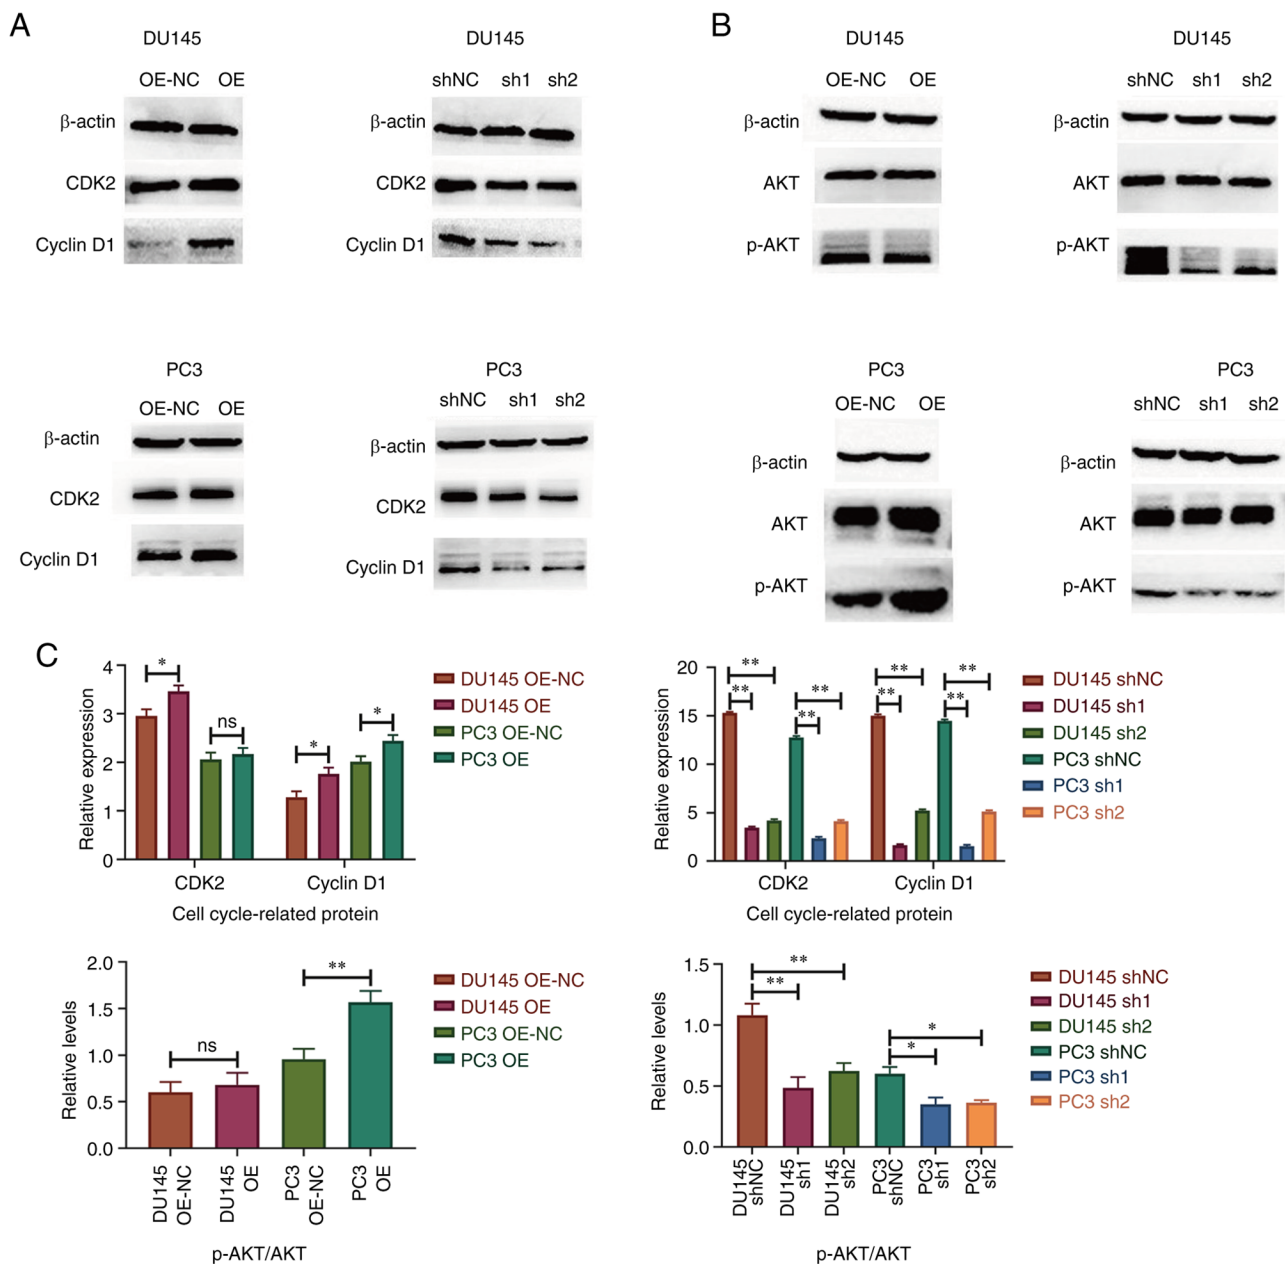 A
B
DU145
DU145
DU145
DU145
OE-NC OE
shNC sh1 sh2
OE-NC OE
shNC sh1 sh2
β-actin
β-actin
β-actin
β-actin
CDK2
CDK2
AKT
AKT
Cyclin D1
Cyclin D1
p-AKT
p-AKT
PC3
PC3
PC3
PC3
OE-NC OE
shNC sh1 sh2
OE-NC OE
shNC sh1 sh2
β-actin
β-actin
β-actin
β-actin
CDK2
CDK2
AKT
AKT
Cyclin D1
Cyclin D1
p-AKT
p-AKT
C
Relative expression
4
3
2
1
0
*
ns
*
*
CDK2
Cyclin D1
Cell cycle-related protein
DU145 OE-NC
DU145 OE
PC3 OE-NC
PC3 OE
Relative expression
20
15
10
5
0
**
**
**
**
**
**
**
**
CDK2
Cyclin D1
Cell cycle-related protein
DU145 shNC
DU145 sh1
DU145 sh2
PC3 shNC
PC3 sh1
PC3 sh2
Relative levels
2.0
1.5
1.0
0.5
0.0
ns
**
DU145
OE-NC
DU145
OE
PC3
OE-NC
PC3
OE
p-AKT/AKT
DU145 OE-NC
DU145 OE
PC3 OE-NC
PC3 OE
Relative levels
1.5
1.0
0.5
0.0
**
**
*
*
DU145
shNC
DU145
sh1
DU145
sh2
PC3
shNC
PC3
sh1
PC3
sh2
p-AKT/AKT
DU145 shNC
DU145 sh1
DU145 sh2
PC3 shNC
PC3 sh1
PC3 sh2